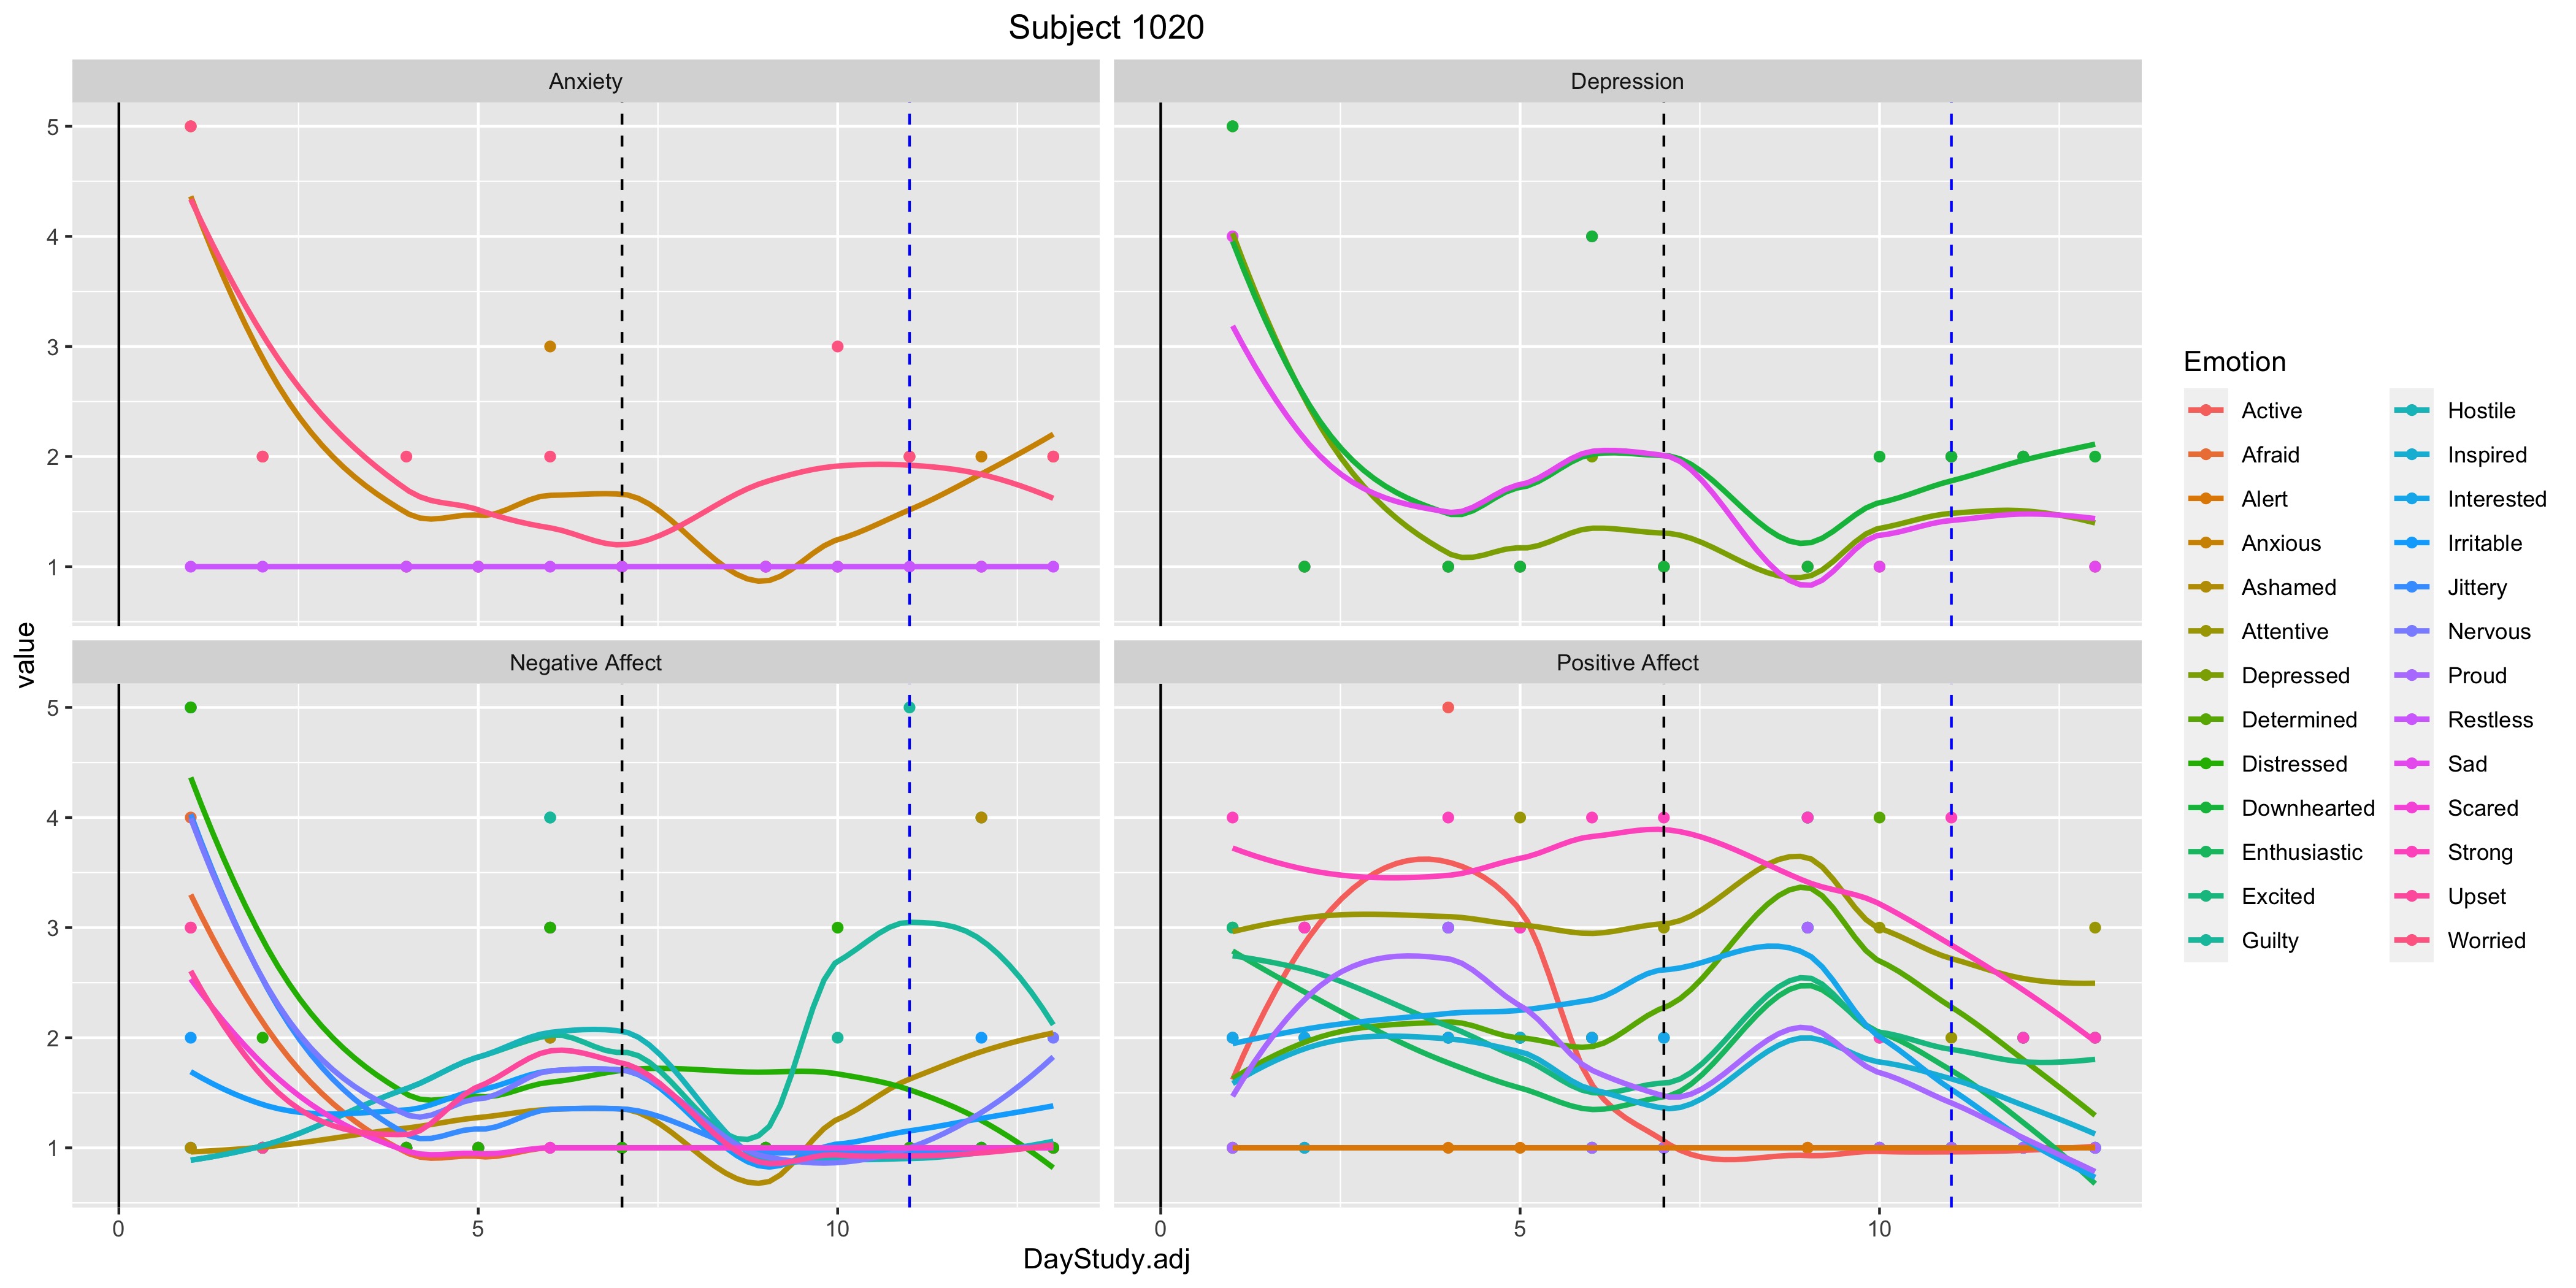 Subject 1020
Anxiety
Depression
5
4
3
2
1
value
Negative Affect
Positive Affect
5
4
3
2
1
0
5
10
0
5
10
DayStudy.adj
Emotion
Active
Afraid
Alert
Anxious
Ashamed
Attentive
Depressed
Determined
Distressed
Downhearted
Enthusiastic
Excited
Guilty
Hostile
Inspired
Interested
Irritable
Jittery
Nervous
Proud
Restless
Sad
Scared
Strong
Upset
Worried